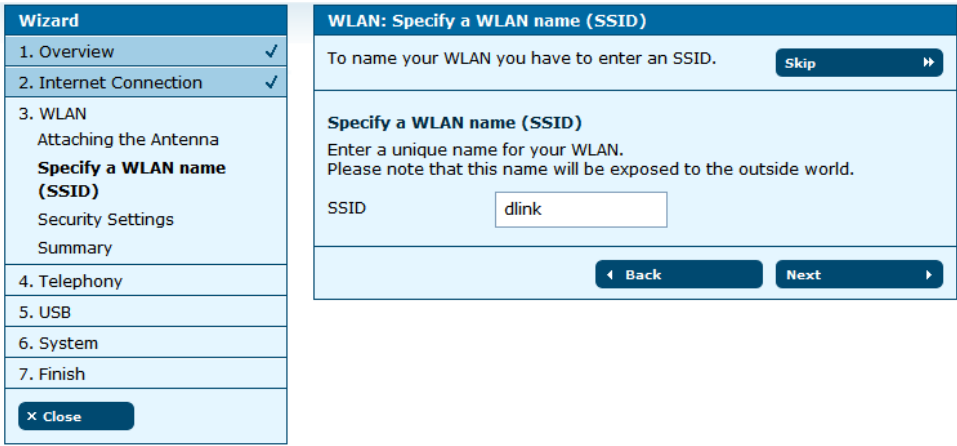 Wizard
1. Overview
2. Internet Connection
3. WLAN
Attaching the Antenna
Specify a WLAN name
(SSID)
Security Settings
Summary
4. Telephony
5. USB
6. System
7. Finish
× Close
WLAN: Specify a WLAN name (SSID)
To name your WLAN you have to enter an SSID.
Skip
Specify a WLAN name (SSID)
Enter a unique name for your WLAN.
Please note that this name will be exposed to the outside world.
SSID
dlink
Back
Next